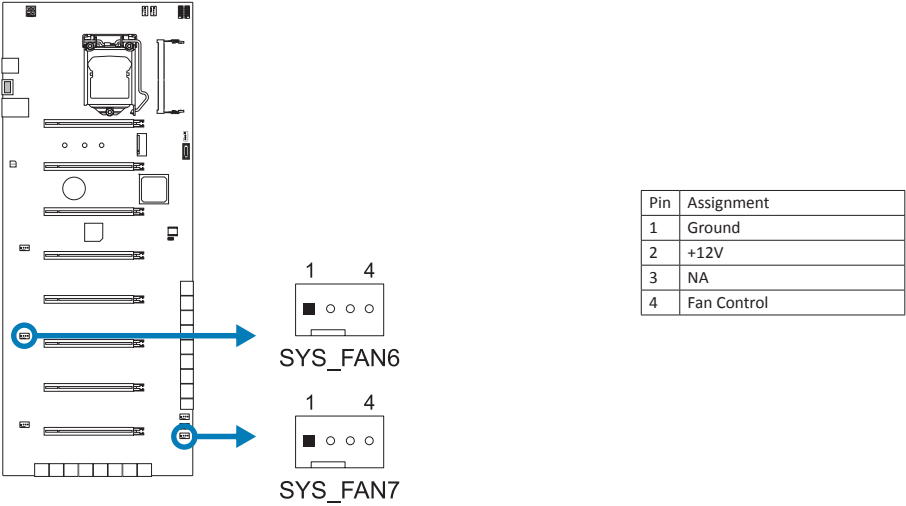 1 4
SYS_FAN6
1 4
SYS_FAN7
Pin Assignment
1 Ground
2 +12V
3 NA
4 Fan Control